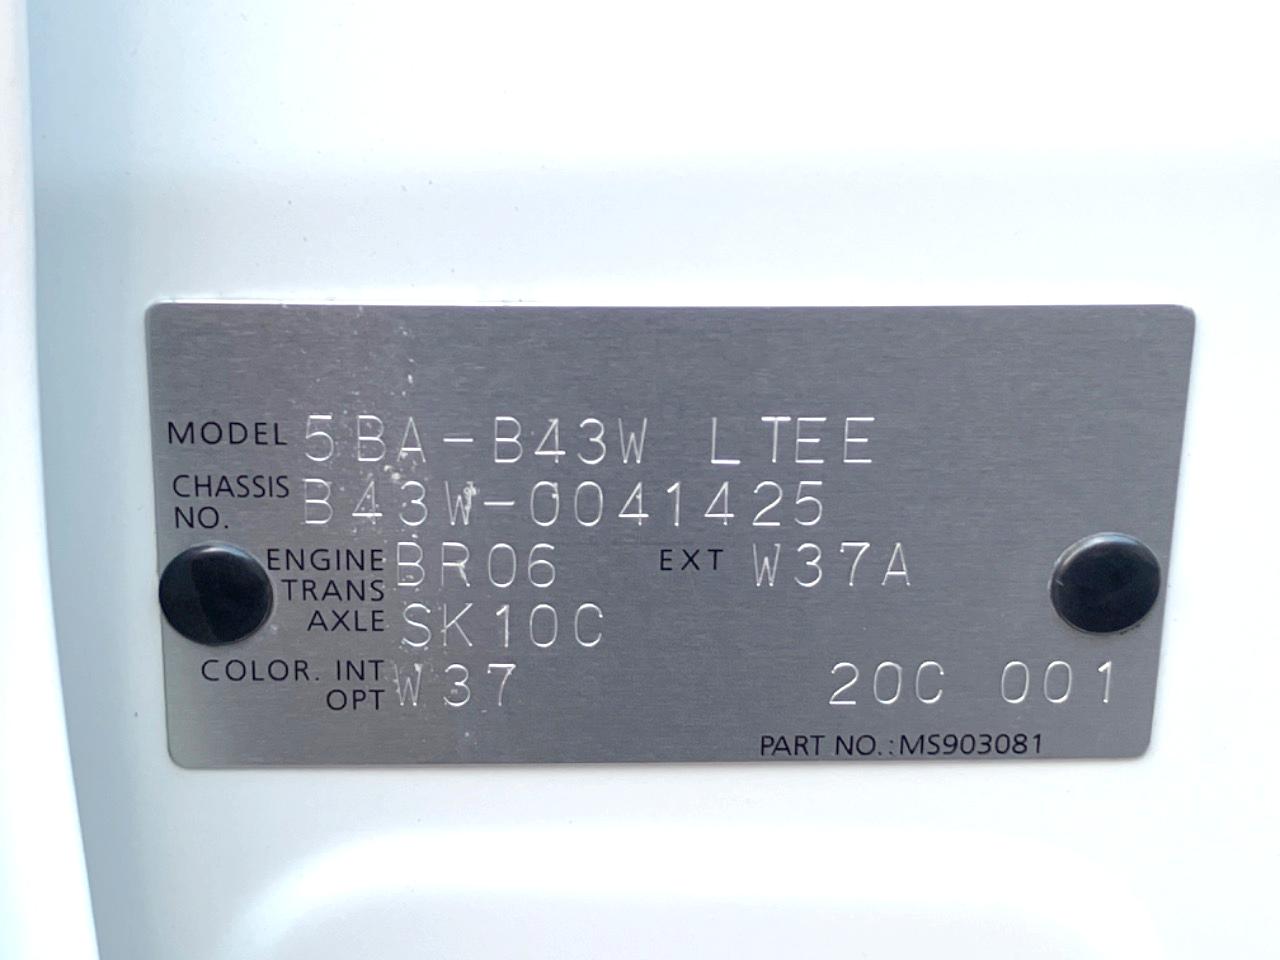 MODEL 5BA-B43W LTEE
CHASSIS NO. B43W-0041425
ENGINE BR06 EXT W37A
TRANS AXLE SK10C
COLOR. INT OPT W37 20C 001
PART NO.:MS903081